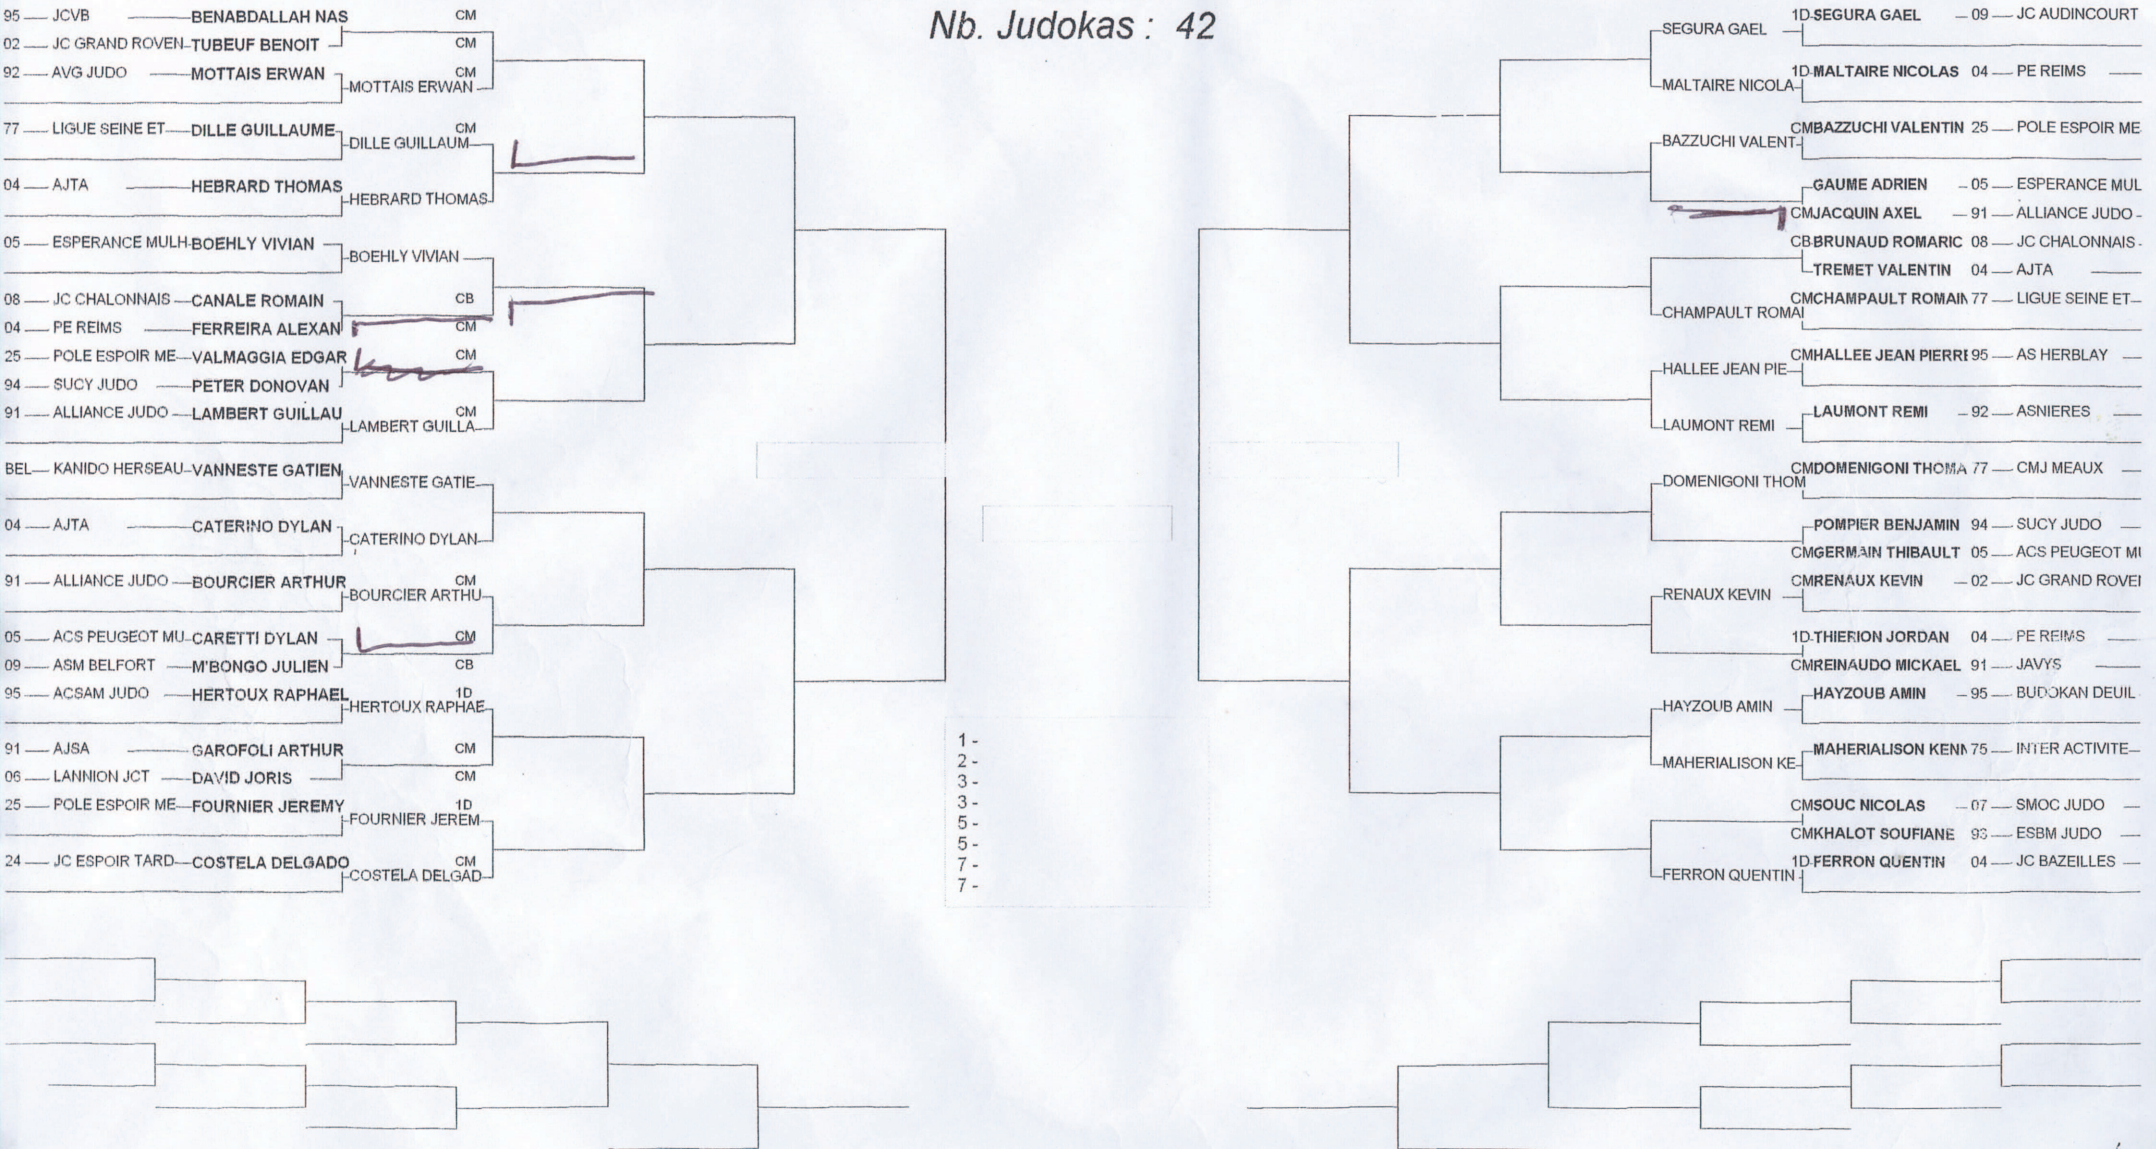 Nb. Judokas : 42
95 JCVB BENABDALLAH NAS CM
02 JC GRAND ROVEN TUBEUF BENOIT CM
92 AVG JUDO MOTTAIS ERWAN CM
MOTTAIS ERWAN
77 LIGUE SEINE ET DILLE GUILLAUME CM
DILLE GUILLAUM
04 AJTA HEBRARD THOMAS
HEBRARD THOMAS
05 ESPERANCE MULH BOEHLY VIVIAN
BOEHLY VIVIAN
08 JC CHALONNAIS CANALE ROMAIN CB
04 PE REIMS FERREIRA ALEXAN CM
25 POLE ESPOIR ME VALMAGGIA EDGAR CM
94 SUCY JUDO PETER DONOVAN
91 ALLIANCE JUDO LAMBERT GUILLAU CM
LAMBERT GUILLA
BEL KANIDO HERSEAU VANNESTE GATIEN
VANNESTE GATIE
04 AJTA CATERINO DYLAN
CATERINO DYLAN
91 ALLIANCE JUDO BOURCIER ARTHUR CM
BOURCIER ARTHU
05 ACS PEUGEOT MU CARETTI DYLAN CM
09 ASM BELFORT M'BONGO JULIEN CB
95 ACSAM JUDO HERTOUX RAPHAEL 1D
HERTOUX RAPHAE
91 AJSA GAROFOLI ARTHUR CM
06 LANNION JCT DAVID JORIS CM
25 POLE ESPOIR ME FOURNIER JEREMY 1D
FOURNIER JEREM
24 JC ESPOIR TARD COSTELA DELGADO CM
COSTELA DELGAD
1 -
2 -
3 -
3 -
5 -
5 -
7 -
7 -
1D SEGURA GAEL 09 JC AUDINCOURT
SEGURA GAEL
1D MALTAIRE NICOLAS 04 PE REIMS
MALTAIRE NICOLA
CM BAZZUCHI VALENTIN 25 POLE ESPOIR ME
BAZZUCHI VALENT
GAUME ADRIEN 05 ESPERANCE MUL
CM JACQUIN AXEL 91 ALLIANCE JUDO
CB BRUNAUD ROMARIC 08 JC CHALONNAIS
TREMET VALENTIN 04 AJTA
CM CHAMPAULT ROMAIN 77 LIGUE SEINE ET
CHAMPAULT ROMAI
CM HALLEE JEAN PIERRE 95 AS HERBLAY
HALLEE JEAN PIE
LAUMONT REMI 92 ASNIERES
LAUMONT REMI
CM DOMENIGONI THOMA 77 CMJ MEAUX
DOMENIGONI THOM
POMPIER BENJAMIN 94 SUCY JUDO
CM GERMAIN THIBAULT 05 ACS PEUGEOT MU
CM RENAUX KEVIN 02 JC GRAND ROVEN
RENAUX KEVIN
1D THIERION JORDAN 04 PE REIMS
CM REINAUDO MICKAEL 91 JAVYS
HAYZOUB AMIN 95 BUDOKAN DEUIL
HAYZOUB AMIN
MAHERIALISON KENN 75 INTER ACTIVITE
MAHERIALISON KE
CM SOUC NICOLAS 07 SMOC JUDO
CM KHALOT SOUFIANE 93 ESBM JUDO
1D FERRON QUENTIN 04 JC BAZEILLES
FERRON QUENTIN